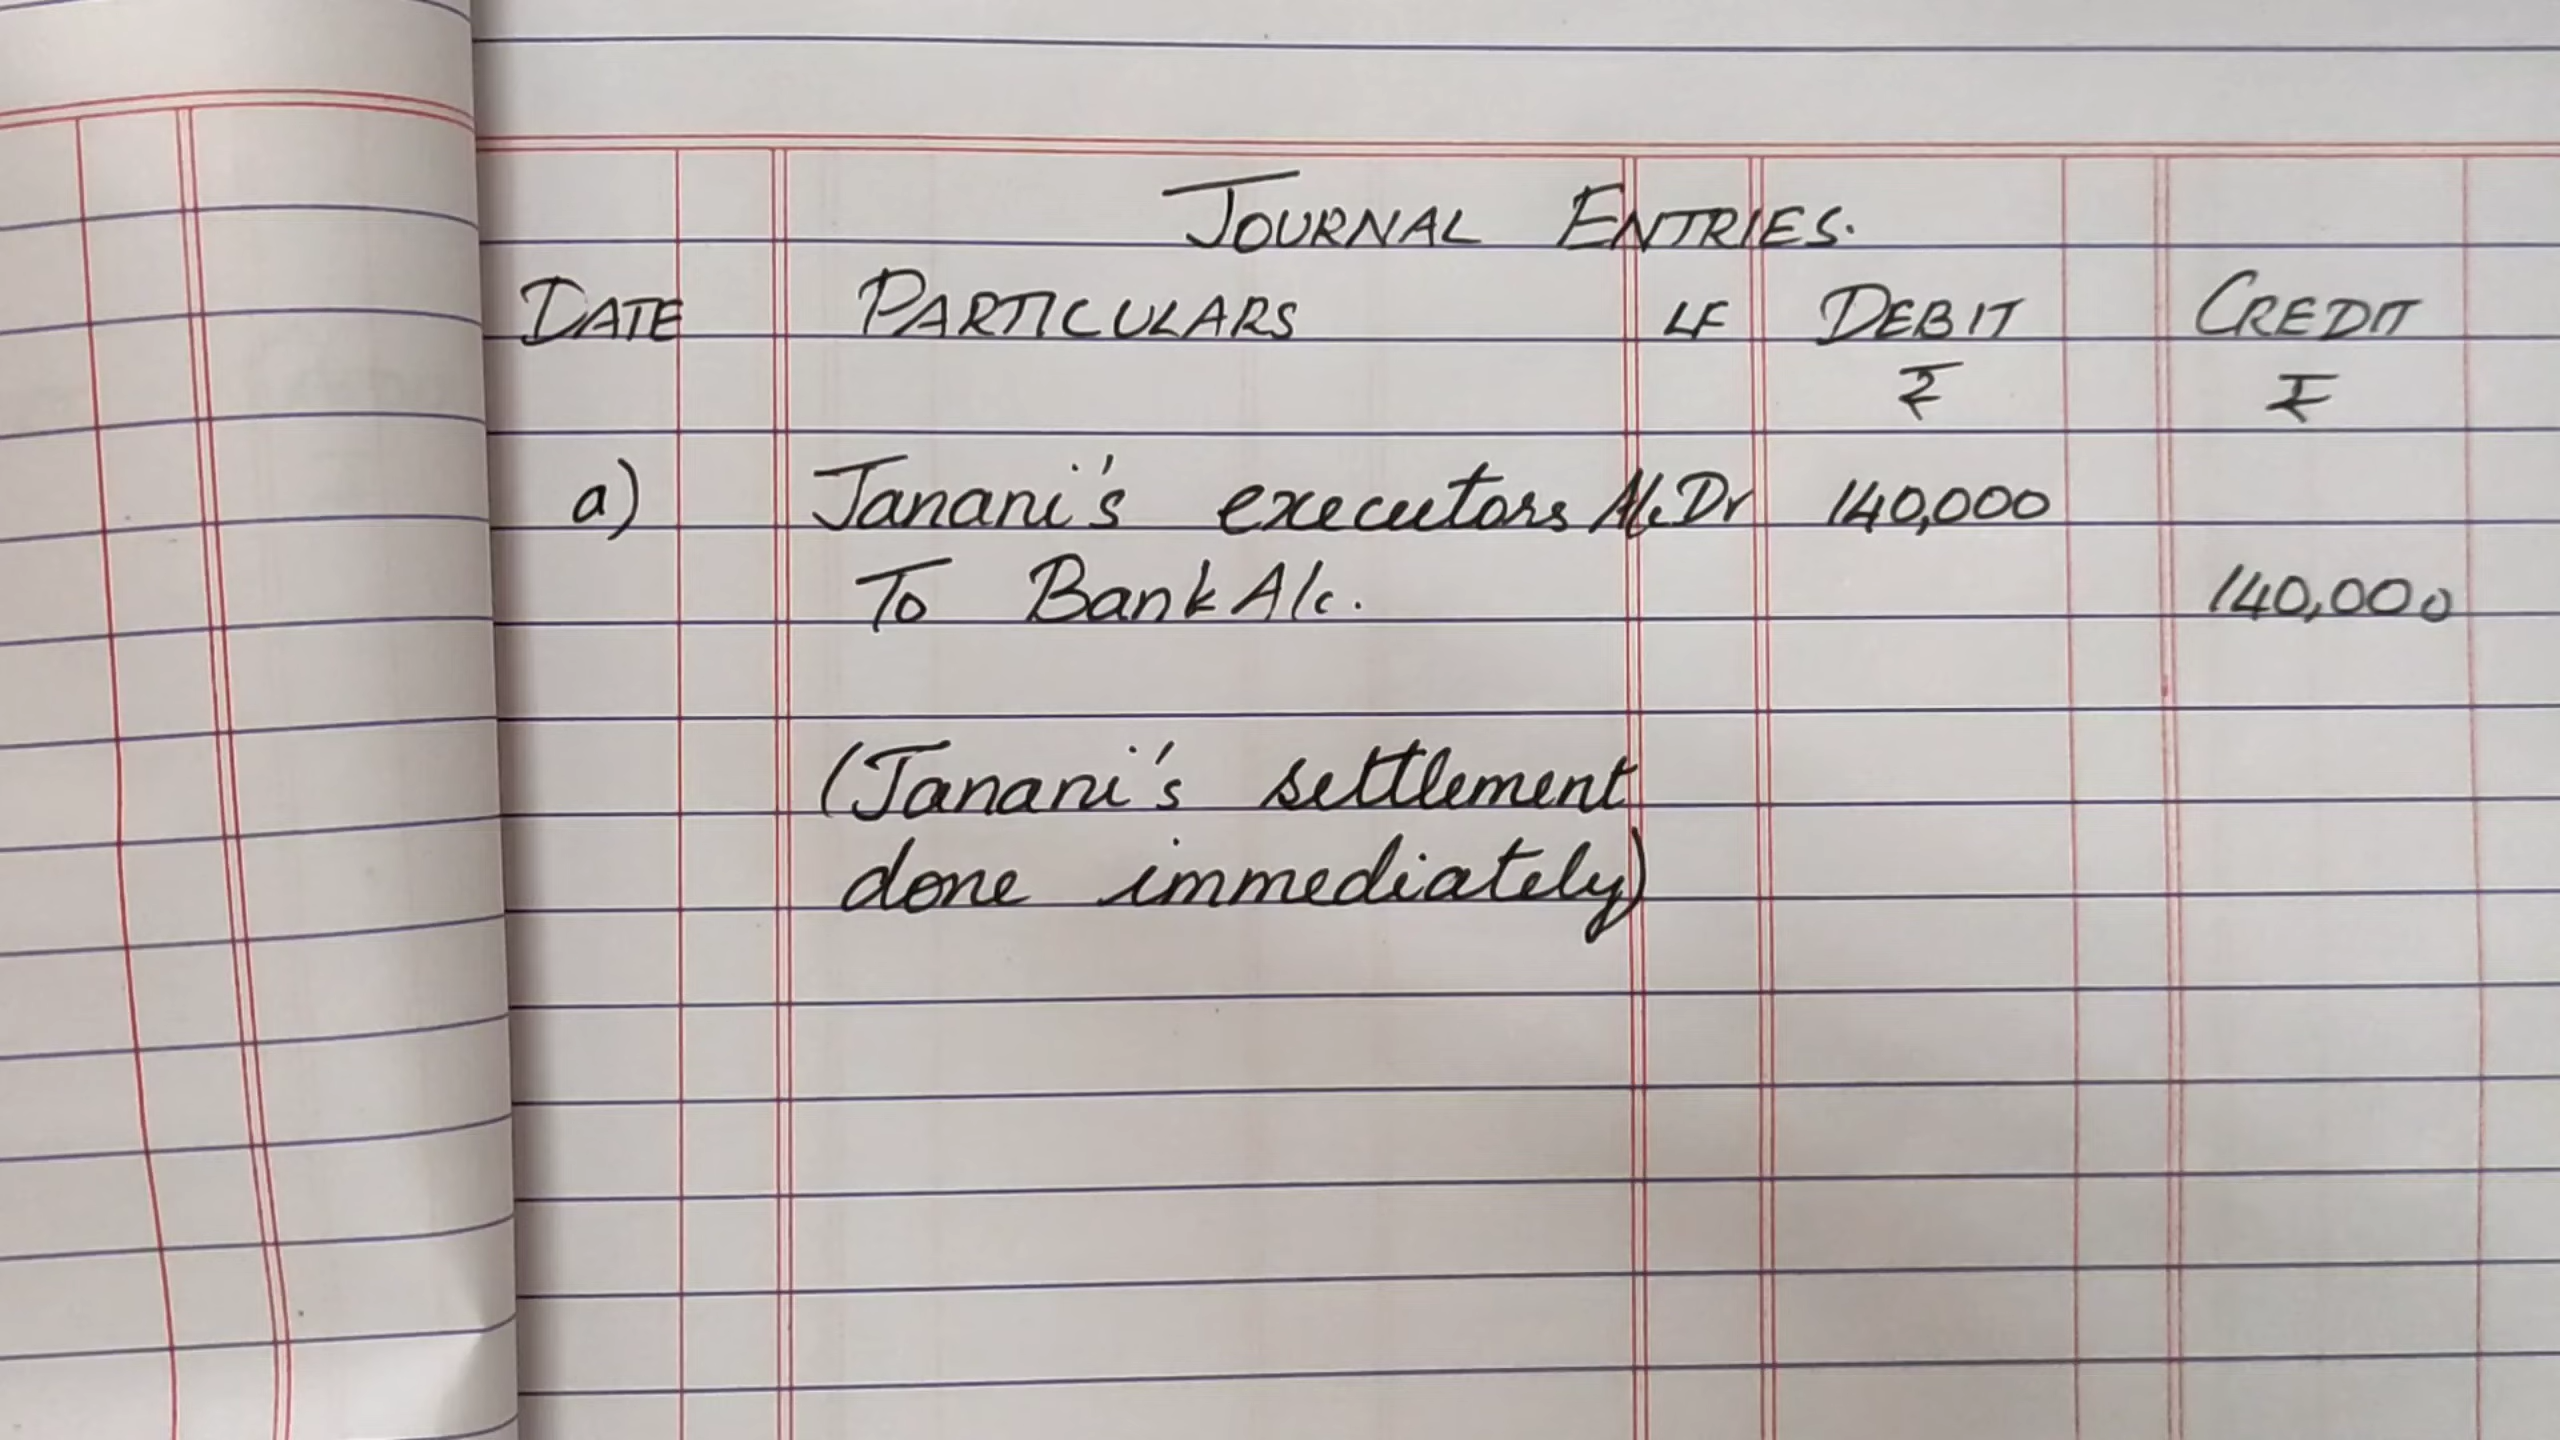 JOURNAL ENTRIES.
DATE PARTICULARS LF DEBIT CREDIT
₹ ₹
a) Janani's executors A/c Dr 140,000
To Bank A/c. 140,000
(Janani's settlement
done immediately)